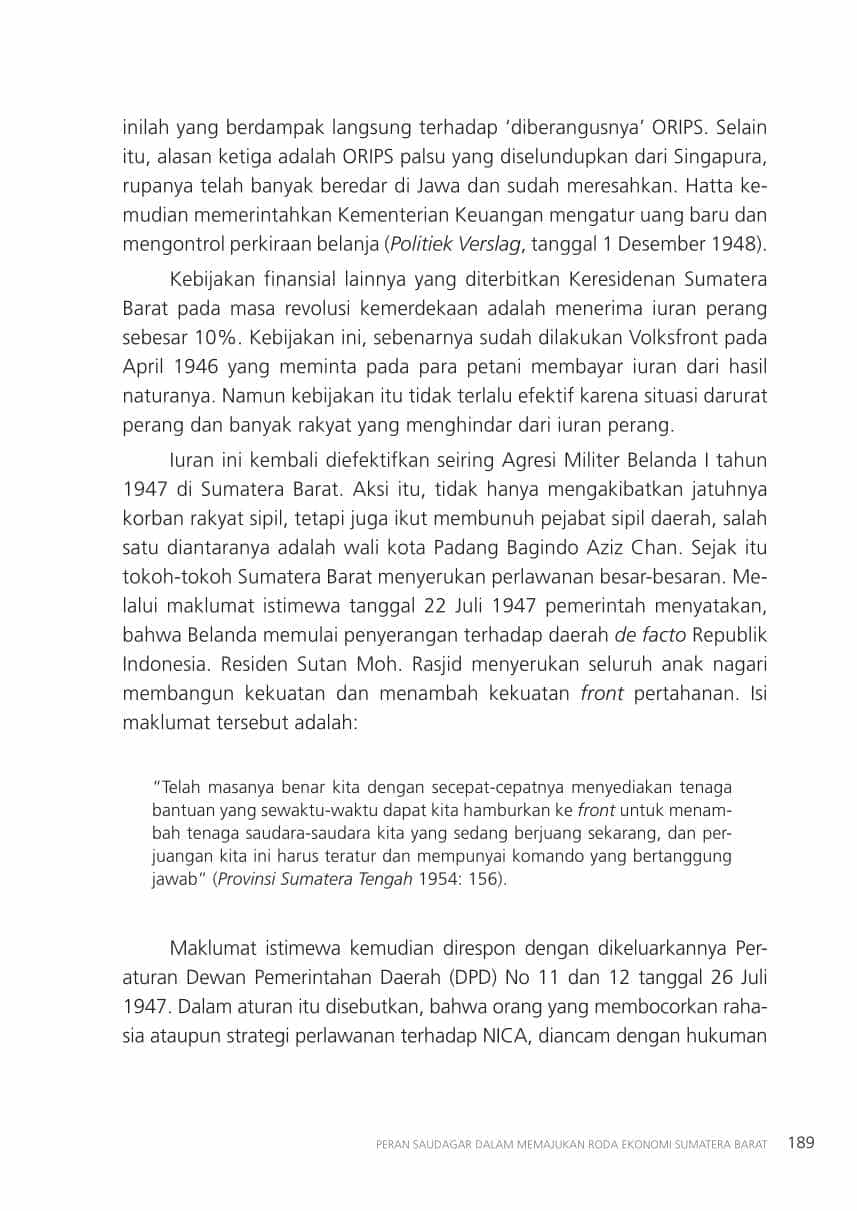 inilah yang berdampak langsung terhadap ‘diberangusnya’ ORIPS. Selain
itu, alasan ketiga adalah ORIPS palsu yang diselundupkan dari Singapura,
rupanya telah banyak beredar di Jawa dan sudah meresahkan. Hatta ke-
mudian memerintahkan Kementerian Keuangan mengatur uang baru dan
mengontrol perkiraan belanja (Politiek Verslag, tanggal 1 Desember 1948).
Kebijakan finansial lainnya yang diterbitkan Keresidenan Sumatera
Barat pada masa revolusi kemerdekaan adalah menerima iuran perang
sebesar 10%. Kebijakan ini, sebenarnya sudah dilakukan Volksfront pada
April 1946 yang meminta pada para petani membayar iuran dari hasil
naturanya. Namun kebijakan itu tidak terlalu efektif karena situasi darurat
perang dan banyak rakyat yang menghindar dari iuran perang.
Iuran ini kembali diefektifkan seiring Agresi Militer Belanda I tahun
1947 di Sumatera Barat. Aksi itu, tidak hanya mengakibatkan jatuhnya
korban rakyat sipil, tetapi juga ikut membunuh pejabat sipil daerah, salah
satu diantaranya adalah wali kota Padang Bagindo Aziz Chan. Sejak itu
tokoh-tokoh Sumatera Barat menyerukan perlawanan besar-besaran. Me-
lalui maklumat istimewa tanggal 22 Juli 1947 pemerintah menyatakan,
bahwa Belanda memulai penyerangan terhadap daerah de facto Republik
Indonesia. Residen Sutan Moh. Rasjid menyerukan seluruh anak nagari
membangun kekuatan dan menambah kekuatan front pertahanan. Isi
maklumat tersebut adalah:
“Telah masanya benar kita dengan secepat-cepatnya menyediakan tenaga
bantuan yang sewaktu-waktu dapat kita hamburkan ke front untuk menam-
bah tenaga saudara-saudara kita yang sedang berjuang sekarang, dan per-
juangan kita ini harus teratur dan mempunyai komando yang bertanggung
jawab” (Provinsi Sumatera Tengah 1954: 156).
Maklumat istimewa kemudian direspon dengan dikeluarkannya Per-
aturan Dewan Pemerintahan Daerah (DPD) No 11 dan 12 tanggal 26 Juli
1947. Dalam aturan itu disebutkan, bahwa orang yang membocorkan raha-
sia ataupun strategi perlawanan terhadap NICA, diancam dengan hukuman
PERAN SAUDAGAR DALAM MEMAJUKAN RODA EKONOMI SUMATERA BARAT 189